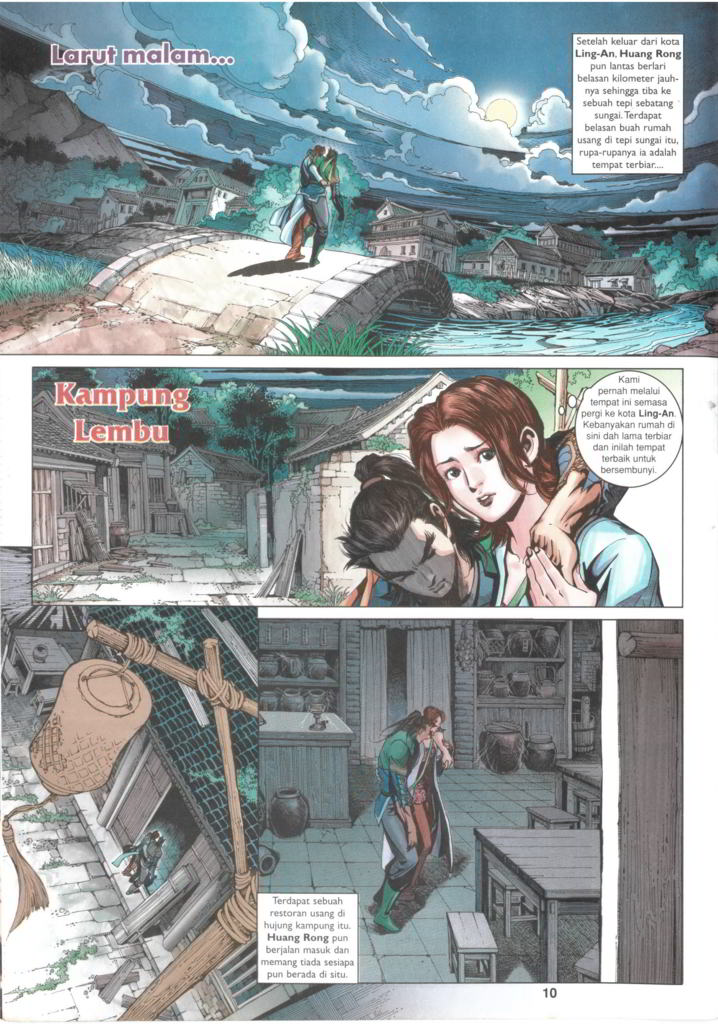 Larut malam...
Setelah keluar dari kota
Ling-An, Huang Rong
pun lantas berlari
belasan kilometer jauh-
nya sehingga tiba ke
sebuah tepi sebatang
sungai. Terdapat
belasan buah rumah
usang di tepi sungai itu,
rupa-rupanya ia adalah
tempat terbiar....
Kampung
Lembu
Kami
pernah melalui
tempat ini semasa
pergi ke kota Ling-An.
Kebanyakan rumah di
sini dah lama terbiar
dan inilah tempat
terbaik untuk
bersembunyi.
Terdapat sebuah
restoran usang di
hujung kampung itu.
Huang Rong pun
berjalan masuk dan
memang tiada sesiapa
pun berada di situ.
10